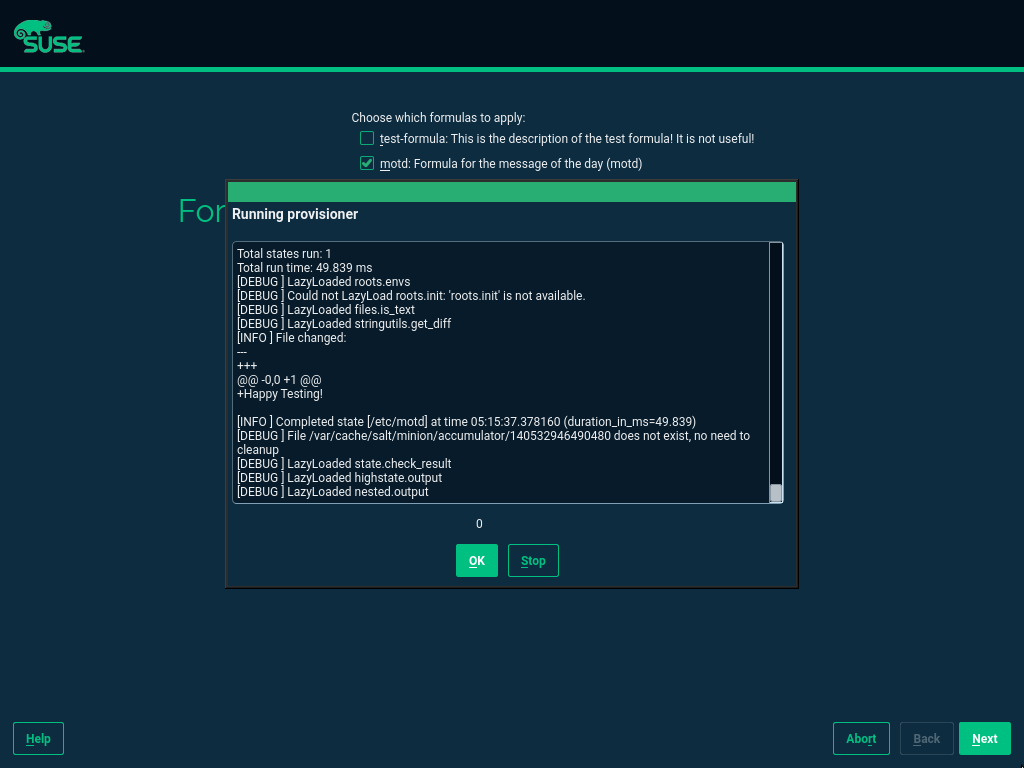 SUSE
Choose which formulas to apply:
test-formula: This is the description of the test formula! It is not useful!
motd: Formula for the message of the day (motd)
For
Running provisioner
Total states run: 1
Total run time: 49.839 ms
[DEBUG ] LazyLoaded roots.envs
[DEBUG ] Could not LazyLoad roots.init: 'roots.init' is not available.
[DEBUG ] LazyLoaded files.is_text
[DEBUG ] LazyLoaded stringutils.get_diff
[INFO ] File changed:
---
+++
@@ -0,0 +1 @@
+Happy Testing!
[INFO ] Completed state [/etc/motd] at time 05:15:37.378160 (duration_in_ms=49.839)
[DEBUG ] File /var/cache/salt/minion/accumulator/140532946490480 does not exist, no need to
cleanup
[DEBUG ] LazyLoaded state.check_result
[DEBUG ] LazyLoaded highstate.output
[DEBUG ] LazyLoaded nested.output
0
OK Stop
Help Abort Back Next